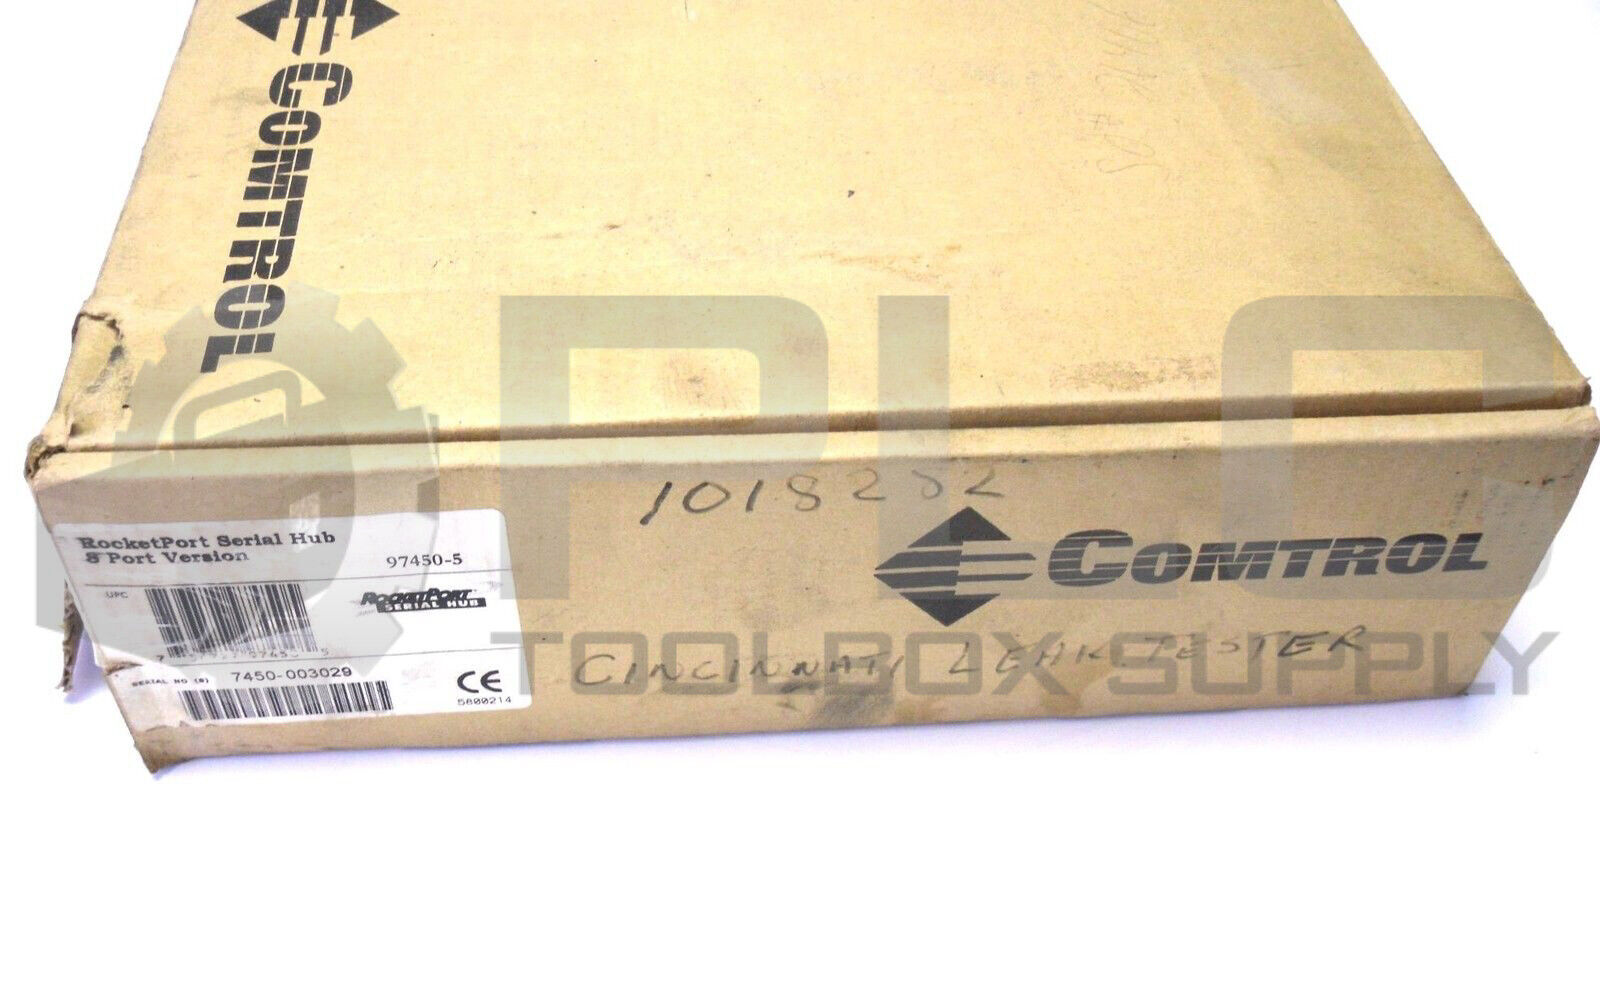 COMTROL
1018282
COMTROL
RocketPort Serial Hub
8 Port Version
97450-5
UPC
ROCKETPORT
SERIAL HUB
SERIAL NO (S) 7450-003029
CE
5800214
CINCINNATI LEAK TESTER
PLC
TOOLBOX SUPPLY